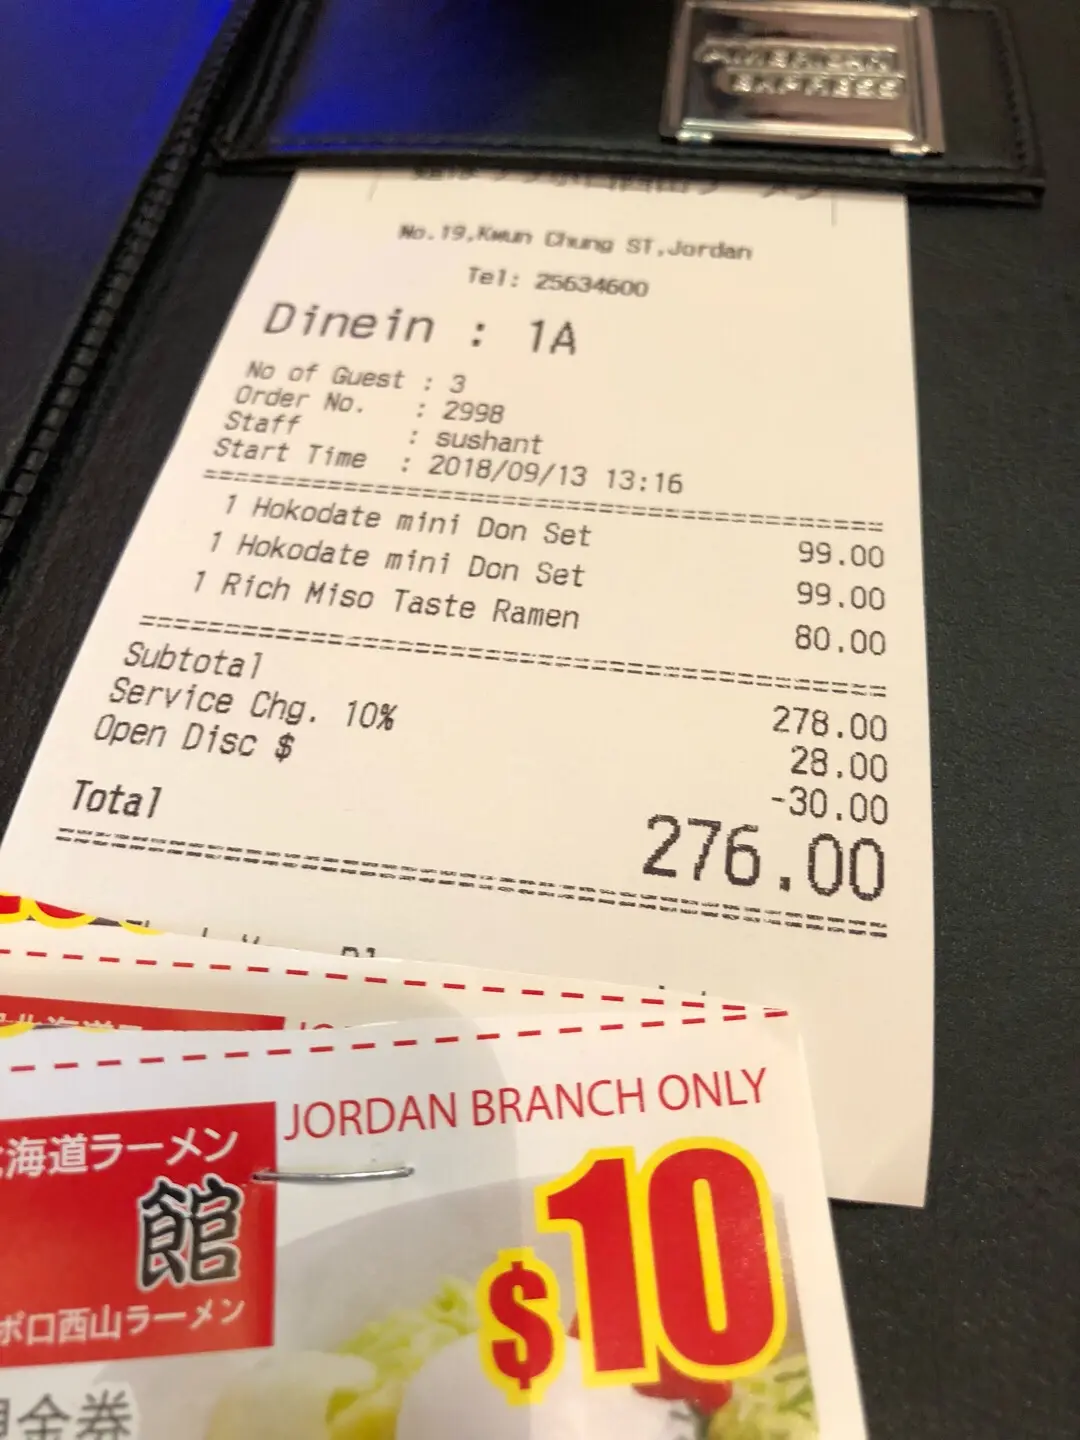 AMERICAN
EXPRESS
No.19,Kwun Chung ST,Jordan
Tel: 25634600
Dinein : 1A
No of Guest : 3
Order No. : 2998
Staff : sushant
Start Time : 2018/09/13 13:16
1 Hokodate mini Don Set 99.00
1 Hokodate mini Don Set 99.00
1 Rich Miso Taste Ramen 80.00
Subtotal 278.00
Service Chg. 10% 28.00
Open Disc $ -30.00
Total 276.00
JORDAN BRANCH ONLY
海道ラーメン
館
ポロ西山ラーメン
$10
金券